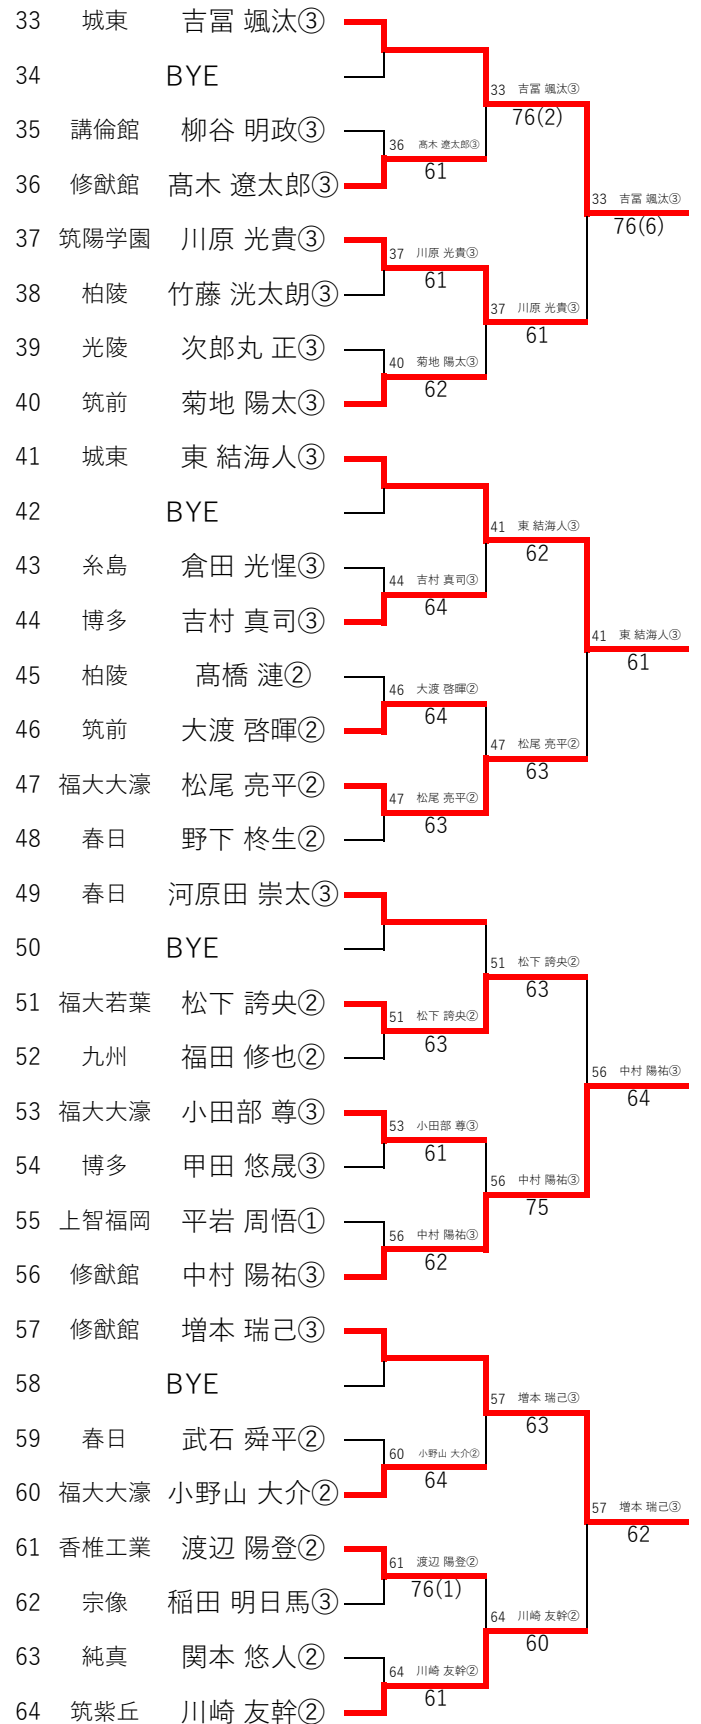 33 城東 吉冨 颯汰③
34 BYE
33 吉冨 颯汰③
76(2)
35 講倫館 柳谷 明政③
36 髙木 遼太郎③
61
36 修猷館 髙木 遼太郎③
33 吉冨 颯汰③
76(6)
37 筑陽学園 川原 光貴③
37 川原 光貴③
61
38 柏陵 竹藤 洸太朗③
37 川原 光貴③
61
39 光陵 次郎丸 正③
40 菊地 陽太③
62
40 筑前 菊地 陽太③
41 城東 東 結海人③
42 BYE
41 東 結海人③
62
43 糸島 倉田 光惺③
44 吉村 真司③
64
44 博多 吉村 真司③
41 東 結海人③
61
45 柏陵 髙橋 漣②
46 大渡 啓暉②
64
46 筑前 大渡 啓暉②
47 松尾 亮平②
63
47 福大大濠 松尾 亮平②
47 松尾 亮平②
63
48 春日 野下 柊生②
49 春日 河原田 崇太③
50 BYE
51 松下 誇央②
63
51 福大若葉 松下 誇央②
51 松下 誇央②
63
52 九州 福田 修也②
56 中村 陽祐③
64
53 福大大濠 小田部 尊③
53 小田部 尊③
61
54 博多 甲田 悠晟③
56 中村 陽祐③
75
55 上智福岡 平岩 周悟①
56 中村 陽祐③
62
56 修猷館 中村 陽祐③
57 修猷館 増本 瑞己③
58 BYE
57 増本 瑞己③
63
59 春日 武石 舜平②
60 小野山 大介②
64
60 福大大濠 小野山 大介②
57 増本 瑞己③
62
61 香椎工業 渡辺 陽登②
61 渡辺 陽登②
76(1)
62 宗像 稲田 明日馬③
64 川崎 友幹②
60
63 純真 関本 悠人②
64 川崎 友幹②
61
64 筑紫丘 川崎 友幹②